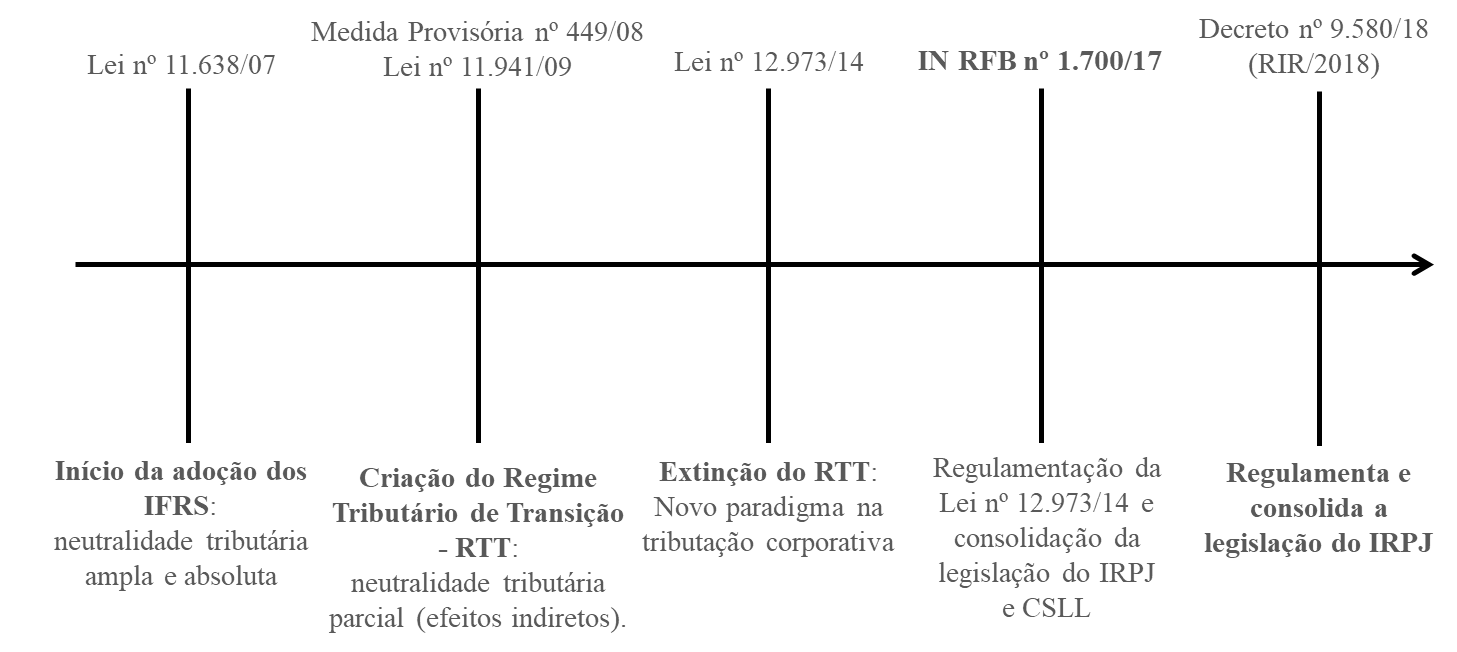 Lei nº 11.638/07
Medida Provisória nº 449/08
Lei nº 11.941/09
Lei nº 12.973/14
IN RFB nº 1.700/17
Decreto nº 9.580/18
(RIR/2018)
Início da adoção dos
IFRS:
neutralidade tributária
ampla e absoluta
Criação do Regime
Tributário de Transição
- RTT:
neutralidade tributária
parcial (efeitos indiretos).
Extinção do RTT:
Novo paradigma na
tributação corporativa
Regulamentação da
Lei nº 12.973/14 e
consolidação da
legislação do IRPJ
e CSLL
Regulamenta e
consolida a
legislação do IRPJ